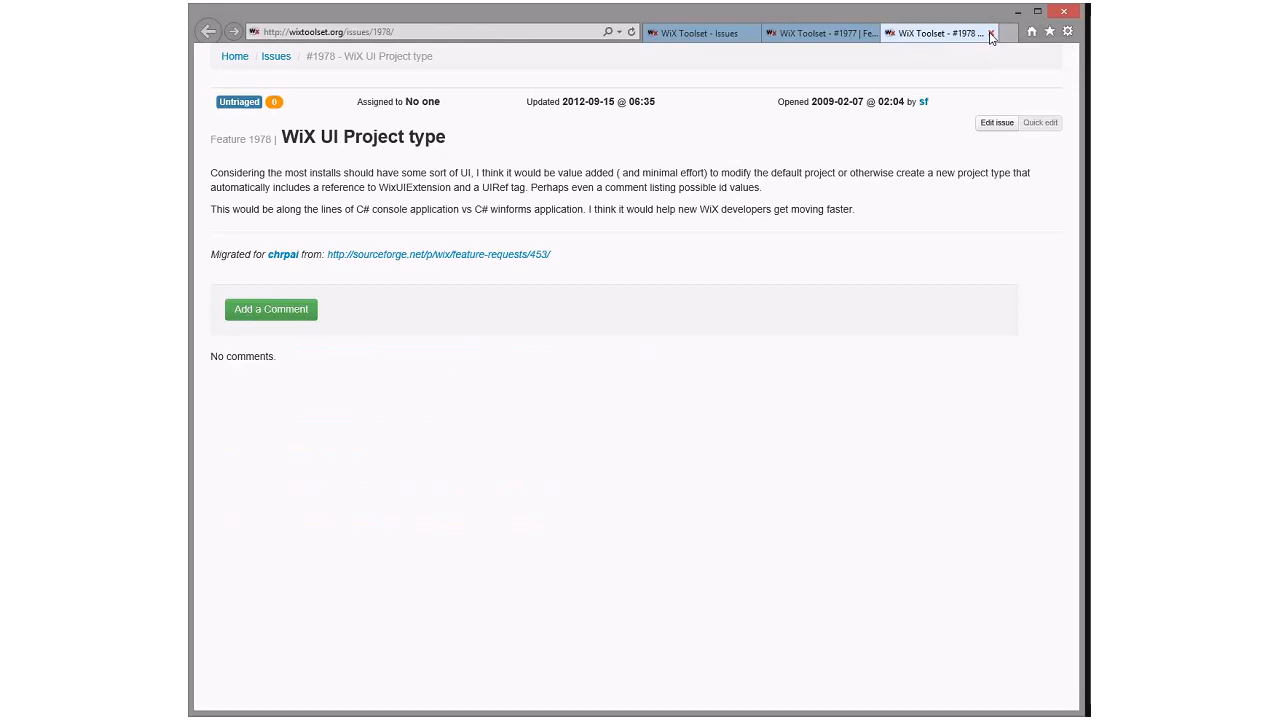 http://wixtoolset.org/issues/1978/
WiX Toolset - Issues
WiX Toolset - #1977 | Fe...
WiX Toolset - #1978 ...
Home / Issues / #1978 - WiX UI Project type
Untriaged 0 Assigned to No one Updated 2012-09-15 @ 06:35 Opened 2009-02-07 @ 02:04 by sf
Edit issue Quick edit
Feature 1978 | WiX UI Project type
Considering the most installs should have some sort of UI, I think it would be value added ( and minimal effort) to modify the default project or otherwise create a new project type that
automatically includes a reference to WixUIExtension and a UIRef tag. Perhaps even a comment listing possible id values.
This would be along the lines of C# console application vs C# winforms application. I think it would help new WiX developers get moving faster.
Migrated for chrpai from: http://sourceforge.net/p/wix/feature-requests/453/
Add a Comment
No comments.